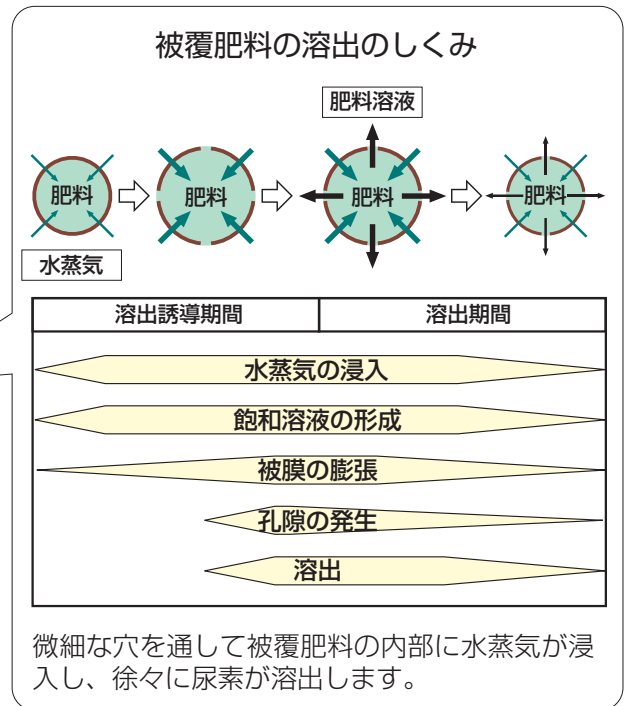 被覆肥料の溶出のしくみ
肥料溶液
肥料
肥料
肥料
肥料
水蒸気
溶出誘導期間
溶出期間
水蒸気の浸入
飽和溶液の形成
被膜の膨張
孔隙の発生
溶出
微細な穴を通して被覆肥料の内部に水蒸気が浸
入し、徐々に尿素が溶出します。